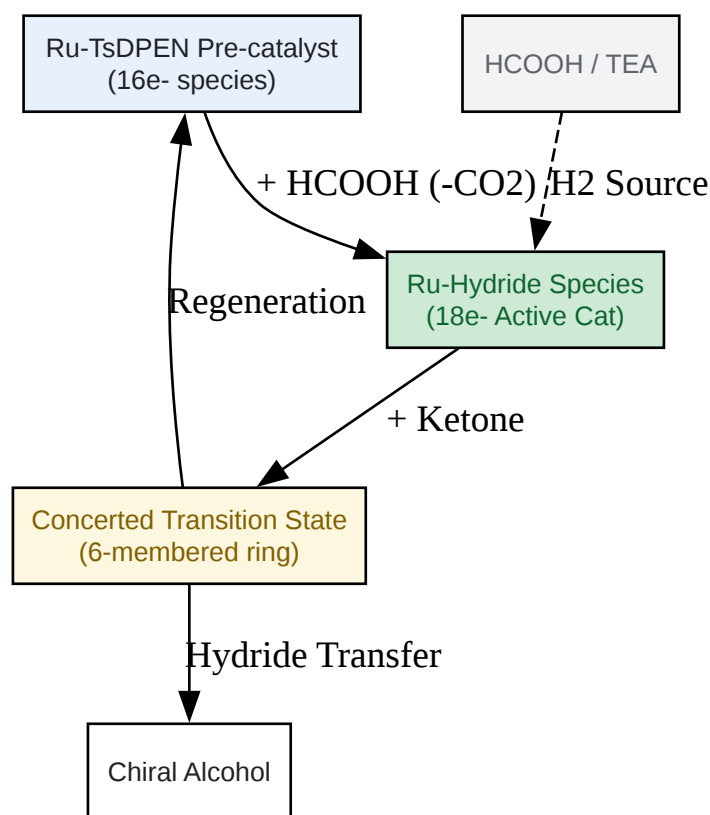 Ru-TsDPEN Pre-catalyst
(16e- species)
HCOOH / TEA
+ HCOOH (-CO2)
H2 Source
Ru-Hydride Species
(18e- Active Cat)
Regeneration
+ Ketone
Concerted Transition State
(6-membered ring)
Hydride Transfer
Chiral Alcohol